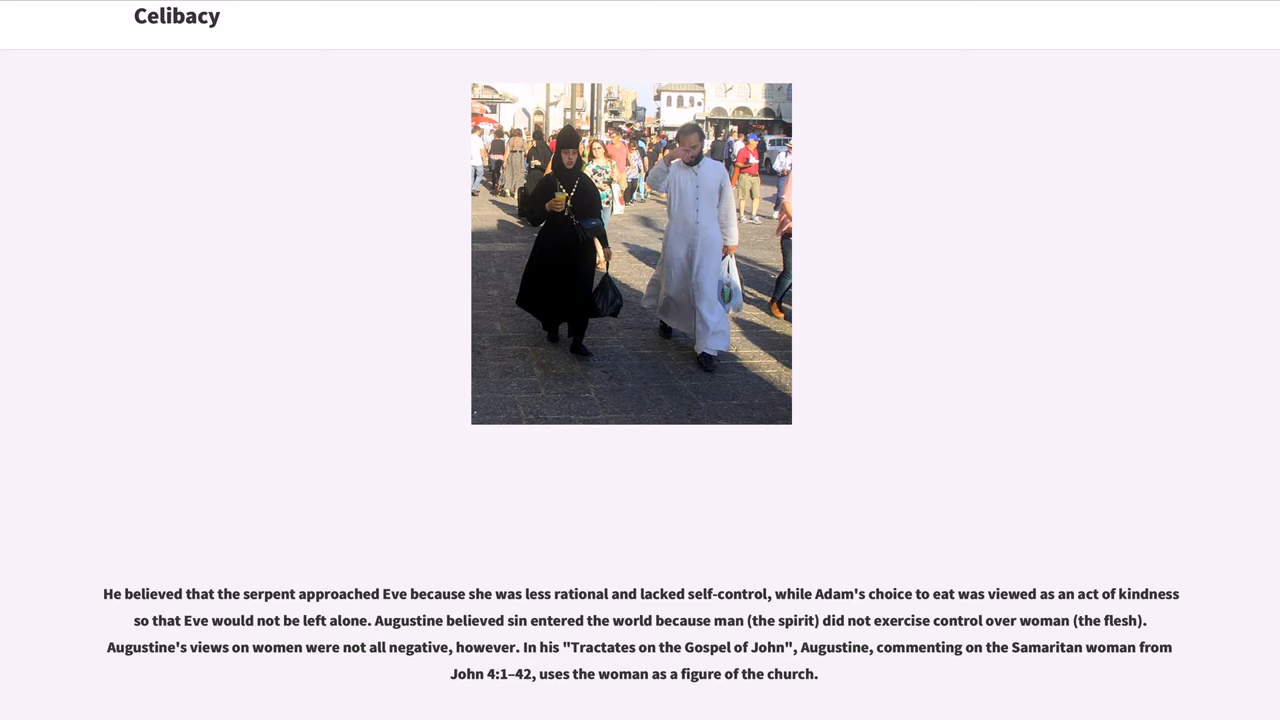 Celibacy
He believed that the serpent approached Eve because she was less rational and lacked self-control, while Adam's choice to eat was viewed as an act of kindness
so that Eve would not be left alone. Augustine believed sin entered the world because man (the spirit) did not exercise control over woman (the flesh).
Augustine's views on women were not all negative, however. In his "Tractates on the Gospel of John", Augustine, commenting on the Samaritan woman from
John 4:1–42, uses the woman as a figure of the church.